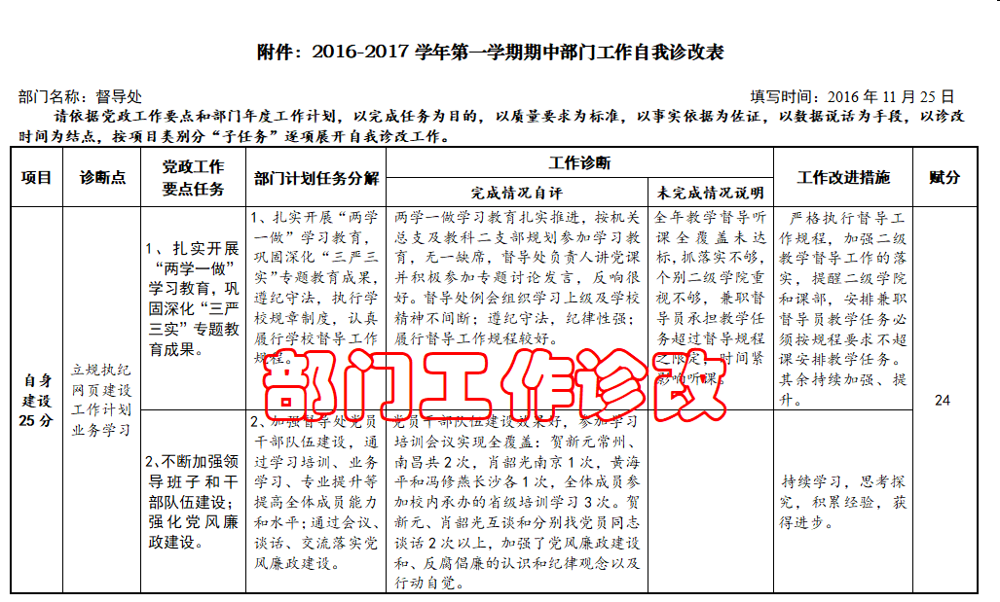 附件：2016-2017 学年第一学期期中部门工作自我诊改表
部门名称：督导处
填写时间：2016 年 11 月 25 日
请依据党政工作要点和部门年度工作计划，以完成任务为目的，以质量要求为标准，以事实依据为佐证，以数据说话为手段，以诊改
时间为结点，按项目类别分“子任务”逐项展开自我诊改工作。
项目
诊断点
党政工作
要点任务
部门计划任务分解
工作诊断
完成情况自评
未完成情况说明
工作改进措施
赋分
自身
建设
25 分
立规执纪
网页建设
工作计划
业务学习
1、扎实开展
“两学一做”
学习教育，巩
固深化“三严
三实”专题教
育成果。
1、扎实开展“两学
一做”学习教育，
巩固深化“三严三
实”专题教育成果，
遵纪守法，执行学
校规章制度，认真
履行学校督导工作
规程。
两学一做学习教育扎实推进，按机关
总支及教科二支部规划参加学习教
育，无一缺席，督导处负责人讲党课
并积极参加专题讨论发言，反响很
好。督导处例会组织学习上级及学校
精神不间断；遵纪守法，纪律性强；
履行督导工作规程较好。
全年教学督导听
课全覆盖未达
标，抓落实不够，
个别二级学院重
视不够，兼职督
导员承担教学任
务超过督导规程
之限定，时间紧
影响听课。
严格执行督导工
作规程，加强二级
教学督导工作的落
实，提醒二级学院
和课部，安排兼职
督导员教学任务必
须按规程要求不超
课安排教学任务。
其余持续加强、提
升。
24
部门工作诊改
2、不断加强领
导班子和干
部队伍建设；
强化党风廉
政建设。
2、加强督导处党员
干部队伍建设，通
过学习培训、业务
学习、专业提升等
提高全体成员能力
和水平；通过会议、
谈话、交流落实党
风廉政建设。
党员干部队伍建设效果好，参加学习
培训会议实现全覆盖：贺新元常州、
南昌共 2 次，肖韶光南京 1 次，黄海
平和冯修燕长沙各 1 次，全体成员参
加校内承办的省级培训学习 3 次。贺
新元、肖韶光互谈和分别找党员同志
谈话 2 次以上，加强了党风廉政建设
和、反腐倡廉的认识和纪律观念以及
行动自觉。
持续学习，思考探
究，积累经验，获
得进步。